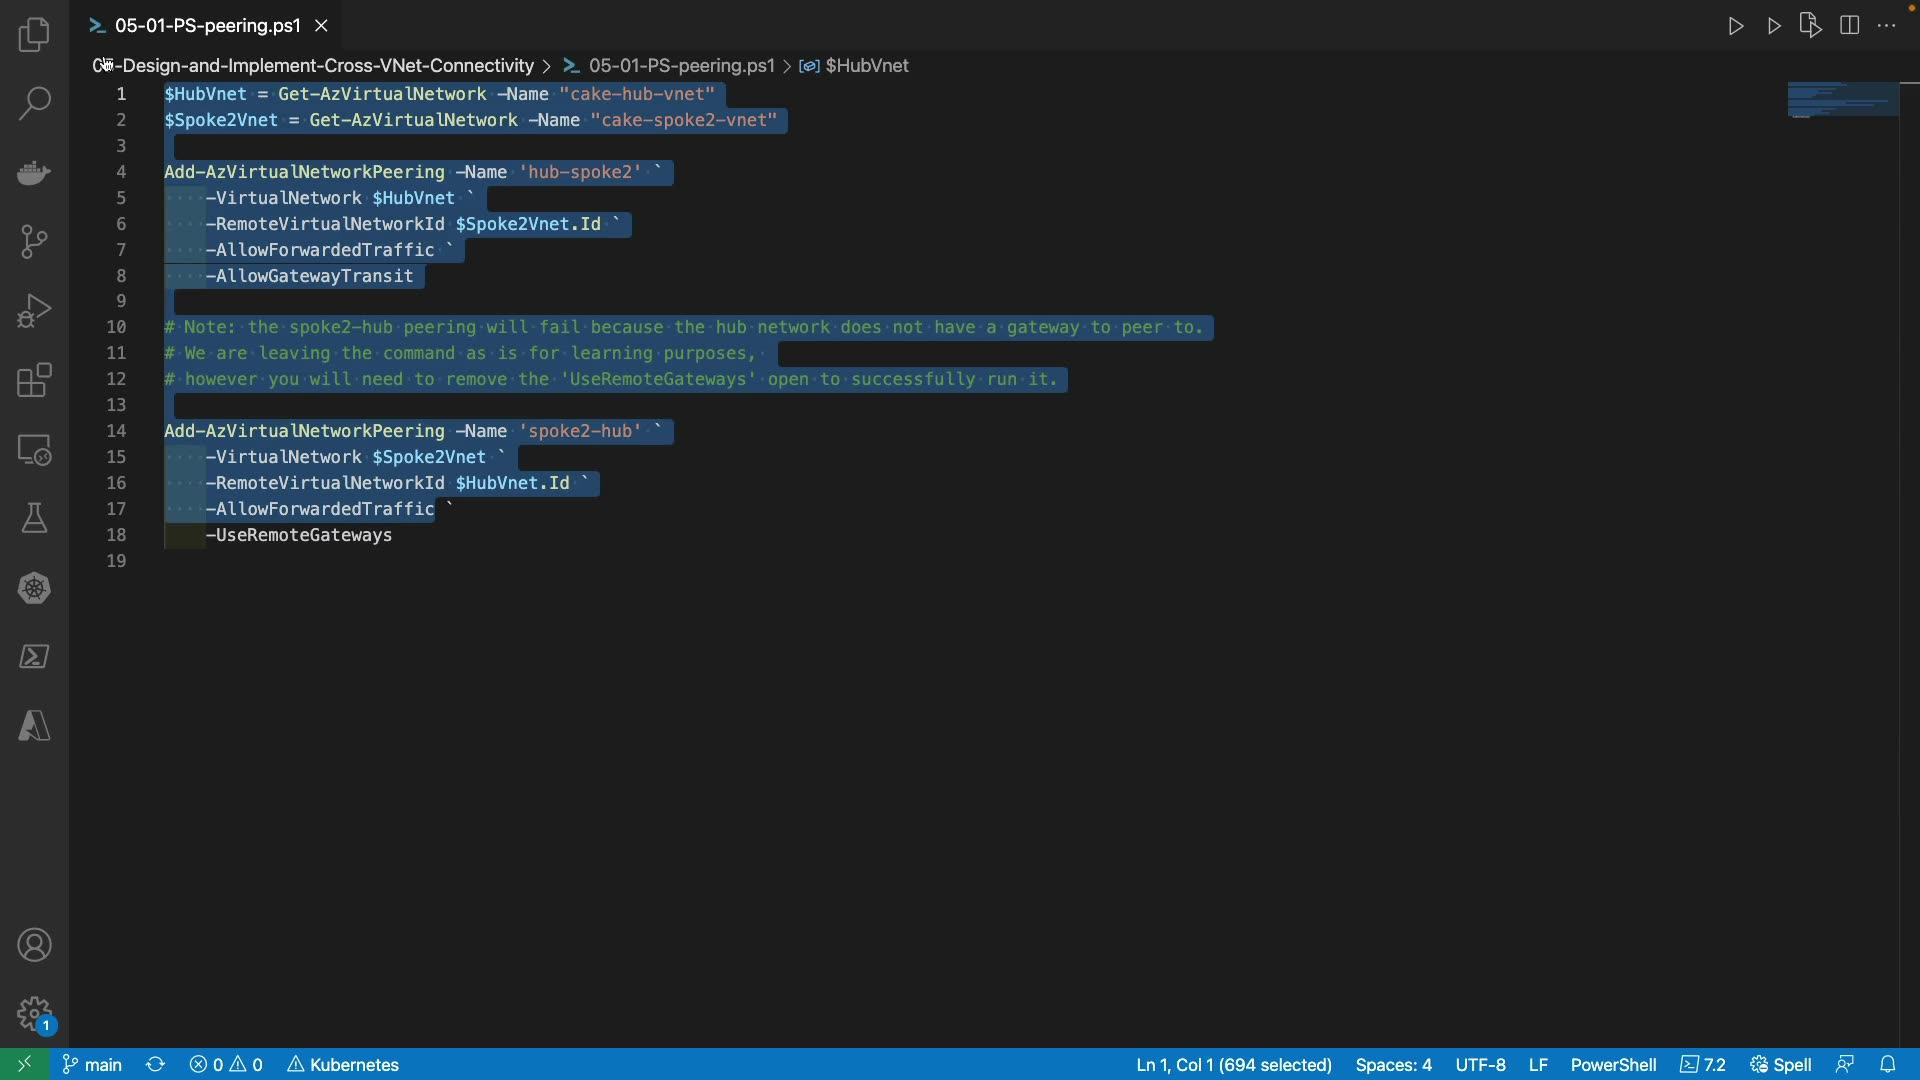 05-01-PS-peering.ps1
-Design-and-Implement-Cross-VNet-Connectivity > 05-01-PS-peering.ps1 > $HubVnet
1 $HubVnet = Get-AzVirtualNetwork -Name "cake-hub-vnet"
2 $Spoke2Vnet = Get-AzVirtualNetwork -Name "cake-spoke2-vnet"
3
4 Add-AzVirtualNetworkPeering -Name 'hub-spoke2' `
5 -VirtualNetwork $HubVnet `
6 -RemoteVirtualNetworkId $Spoke2Vnet.Id `
7 -AllowForwardedTraffic `
8 -AllowGatewayTransit
9
10 # Note: the spoke2-hub peering will fail because the hub network does not have a gateway to peer to.
11 # We are leaving the command as is for learning purposes,
12 # however you will need to remove the 'UseRemoteGateways' open to successfully run it.
13
14 Add-AzVirtualNetworkPeering -Name 'spoke2-hub' `
15 -VirtualNetwork $Spoke2Vnet `
16 -RemoteVirtualNetworkId $HubVnet.Id `
17 -AllowForwardedTraffic `
18 -UseRemoteGateways
19
1
main 0 0 Kubernetes Ln 1, Col 1 (694 selected) Spaces: 4 UTF-8 LF PowerShell 7.2 Spell